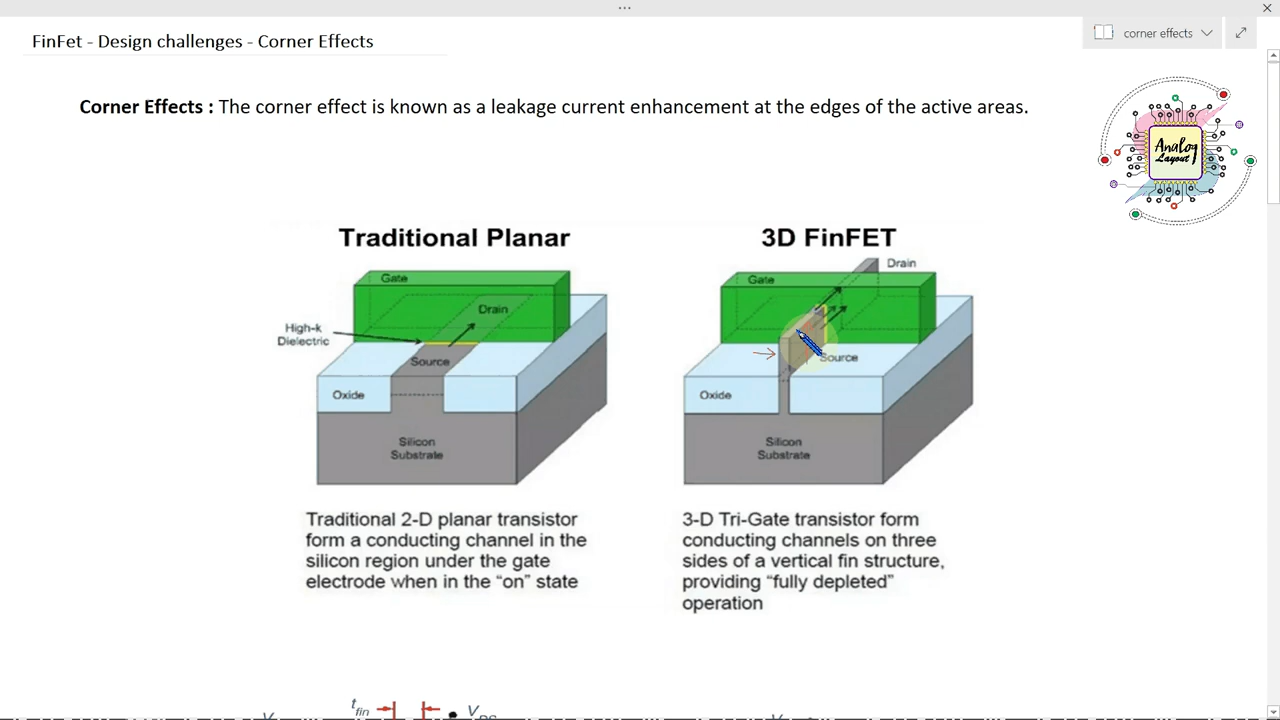 FinFet - Design challenges - Corner Effects
corner effects
Corner Effects : The corner effect is known as a leakage current enhancement at the edges of the active areas.
Analog
Layout
Traditional Planar
Gate
Drain
High-k
Dielectric
Source
Oxide
Silicon
Substrate
Traditional 2-D planar transistor
form a conducting channel in the
silicon region under the gate
electrode when in the “on” state
3D FinFET
Drain
Gate
Source
Oxide
Silicon
Substrate
3-D Tri-Gate transistor form
conducting channels on three
sides of a vertical fin structure,
providing “fully depleted”
operation
tfin